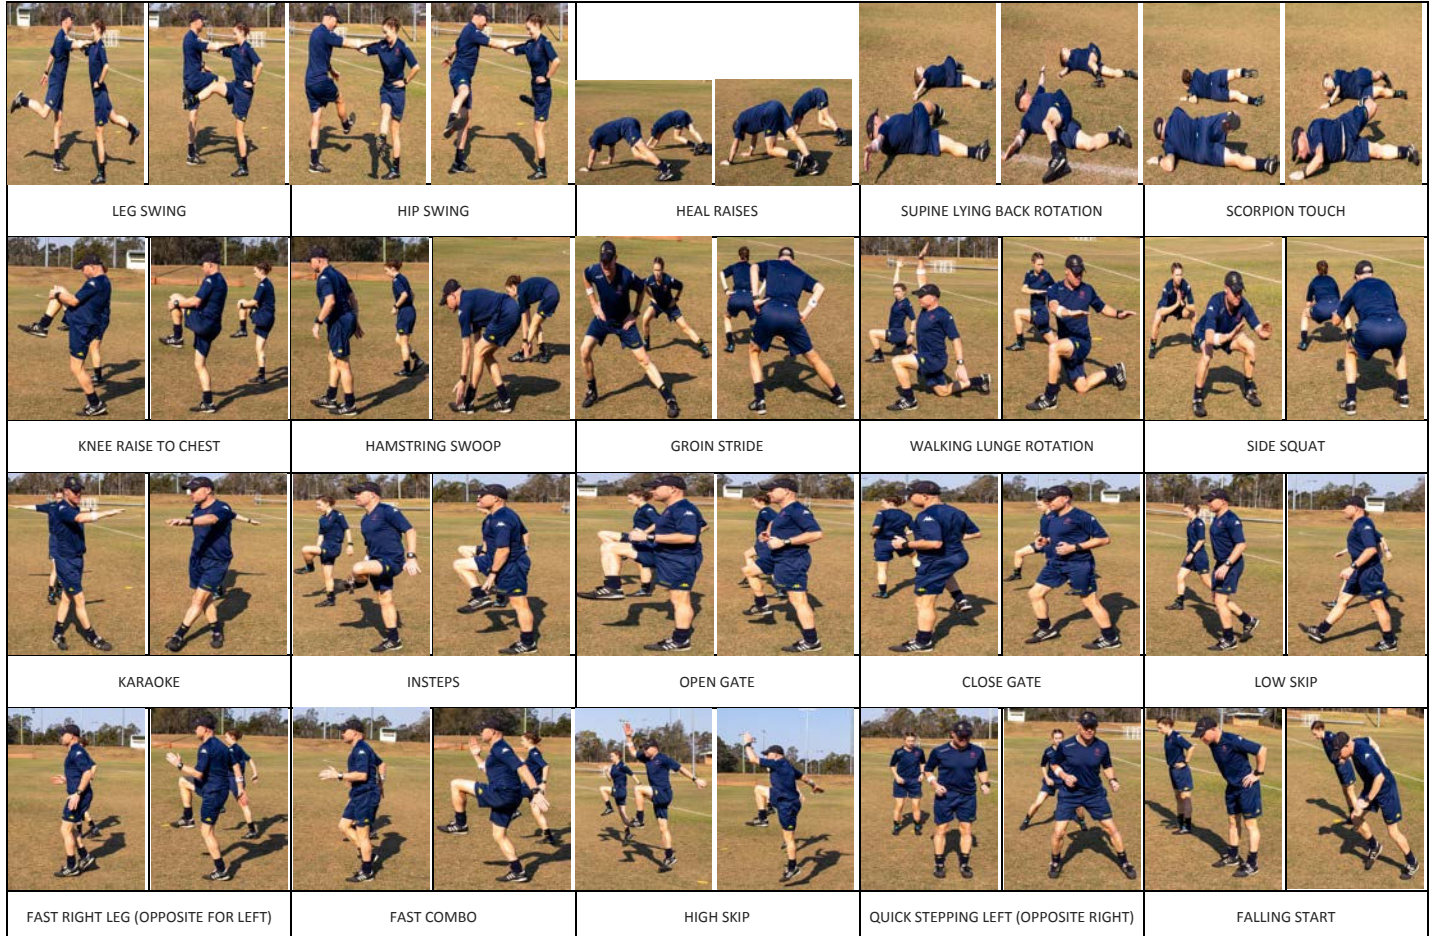 LEG SWING
HIP SWING
HEAL RAISES
SUPINE LYING BACK ROTATION
SCORPION TOUCH
KNEE RAISE TO CHEST
HAMSTRING SWOOP
GROIN STRIDE
WALKING LUNGE ROTATION
SIDE SQUAT
KARAOKE
INSTEPS
OPEN GATE
CLOSE GATE
LOW SKIP
FAST RIGHT LEG (OPPOSITE FOR LEFT)
FAST COMBO
HIGH SKIP
QUICK STEPPING LEFT (OPPOSITE RIGHT)
FALLING START